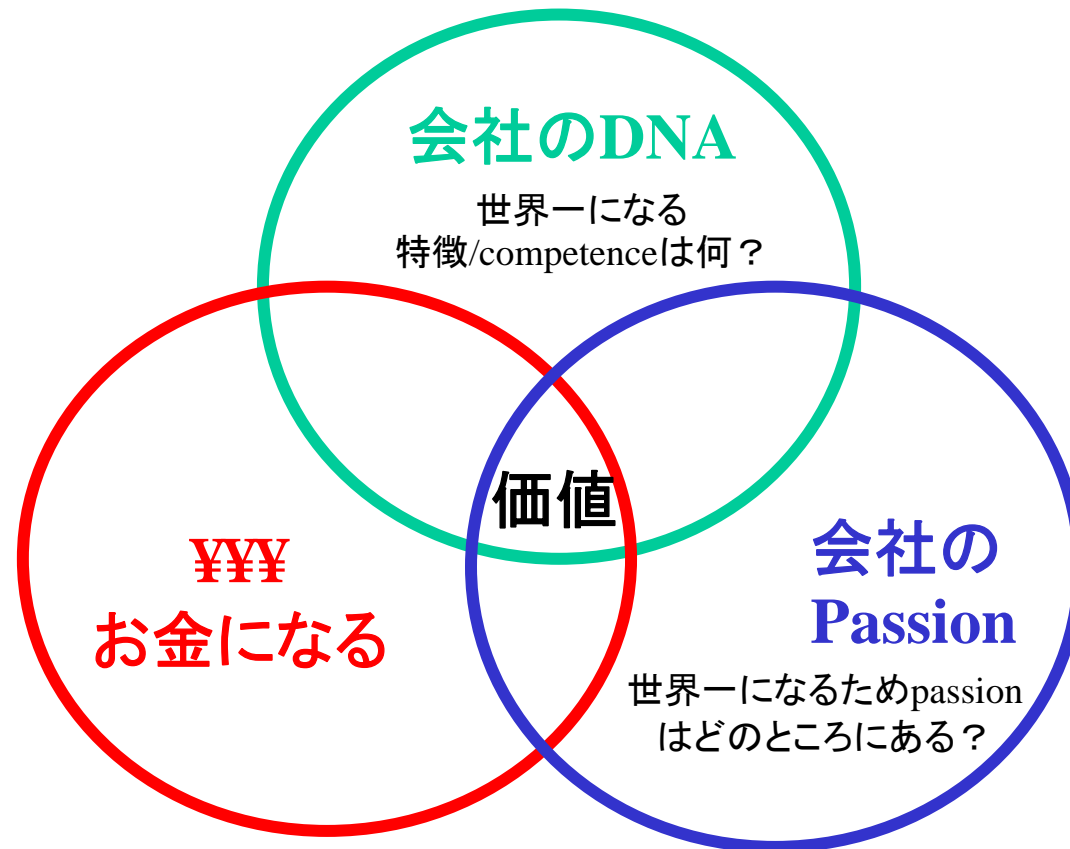 会社のDNA
世界一になる
特徴/competenceは何？
価値
¥¥¥
お金になる
会社の
Passion
世界一になるためpassion
はどのところにある？